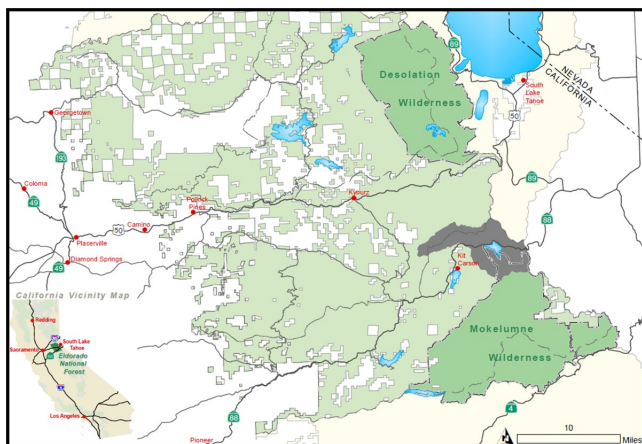 89
Desolation
Wilderness
NEVADA
CALIFORNIA
South
Lake
Tahoe
50
Georgetown
193
Coloma
49
Pollock
Pines
Kyburz
89
88
Camino
50
Placerville
Diamond Springs
49
Kit
Carson
California Vicinity Map
Redding
South Lake
Tahoe
Sacramento
Eldorado
National
Forest
Los Angeles
Mokelumne
Wilderness
88
Pioneer
4
10
Miles